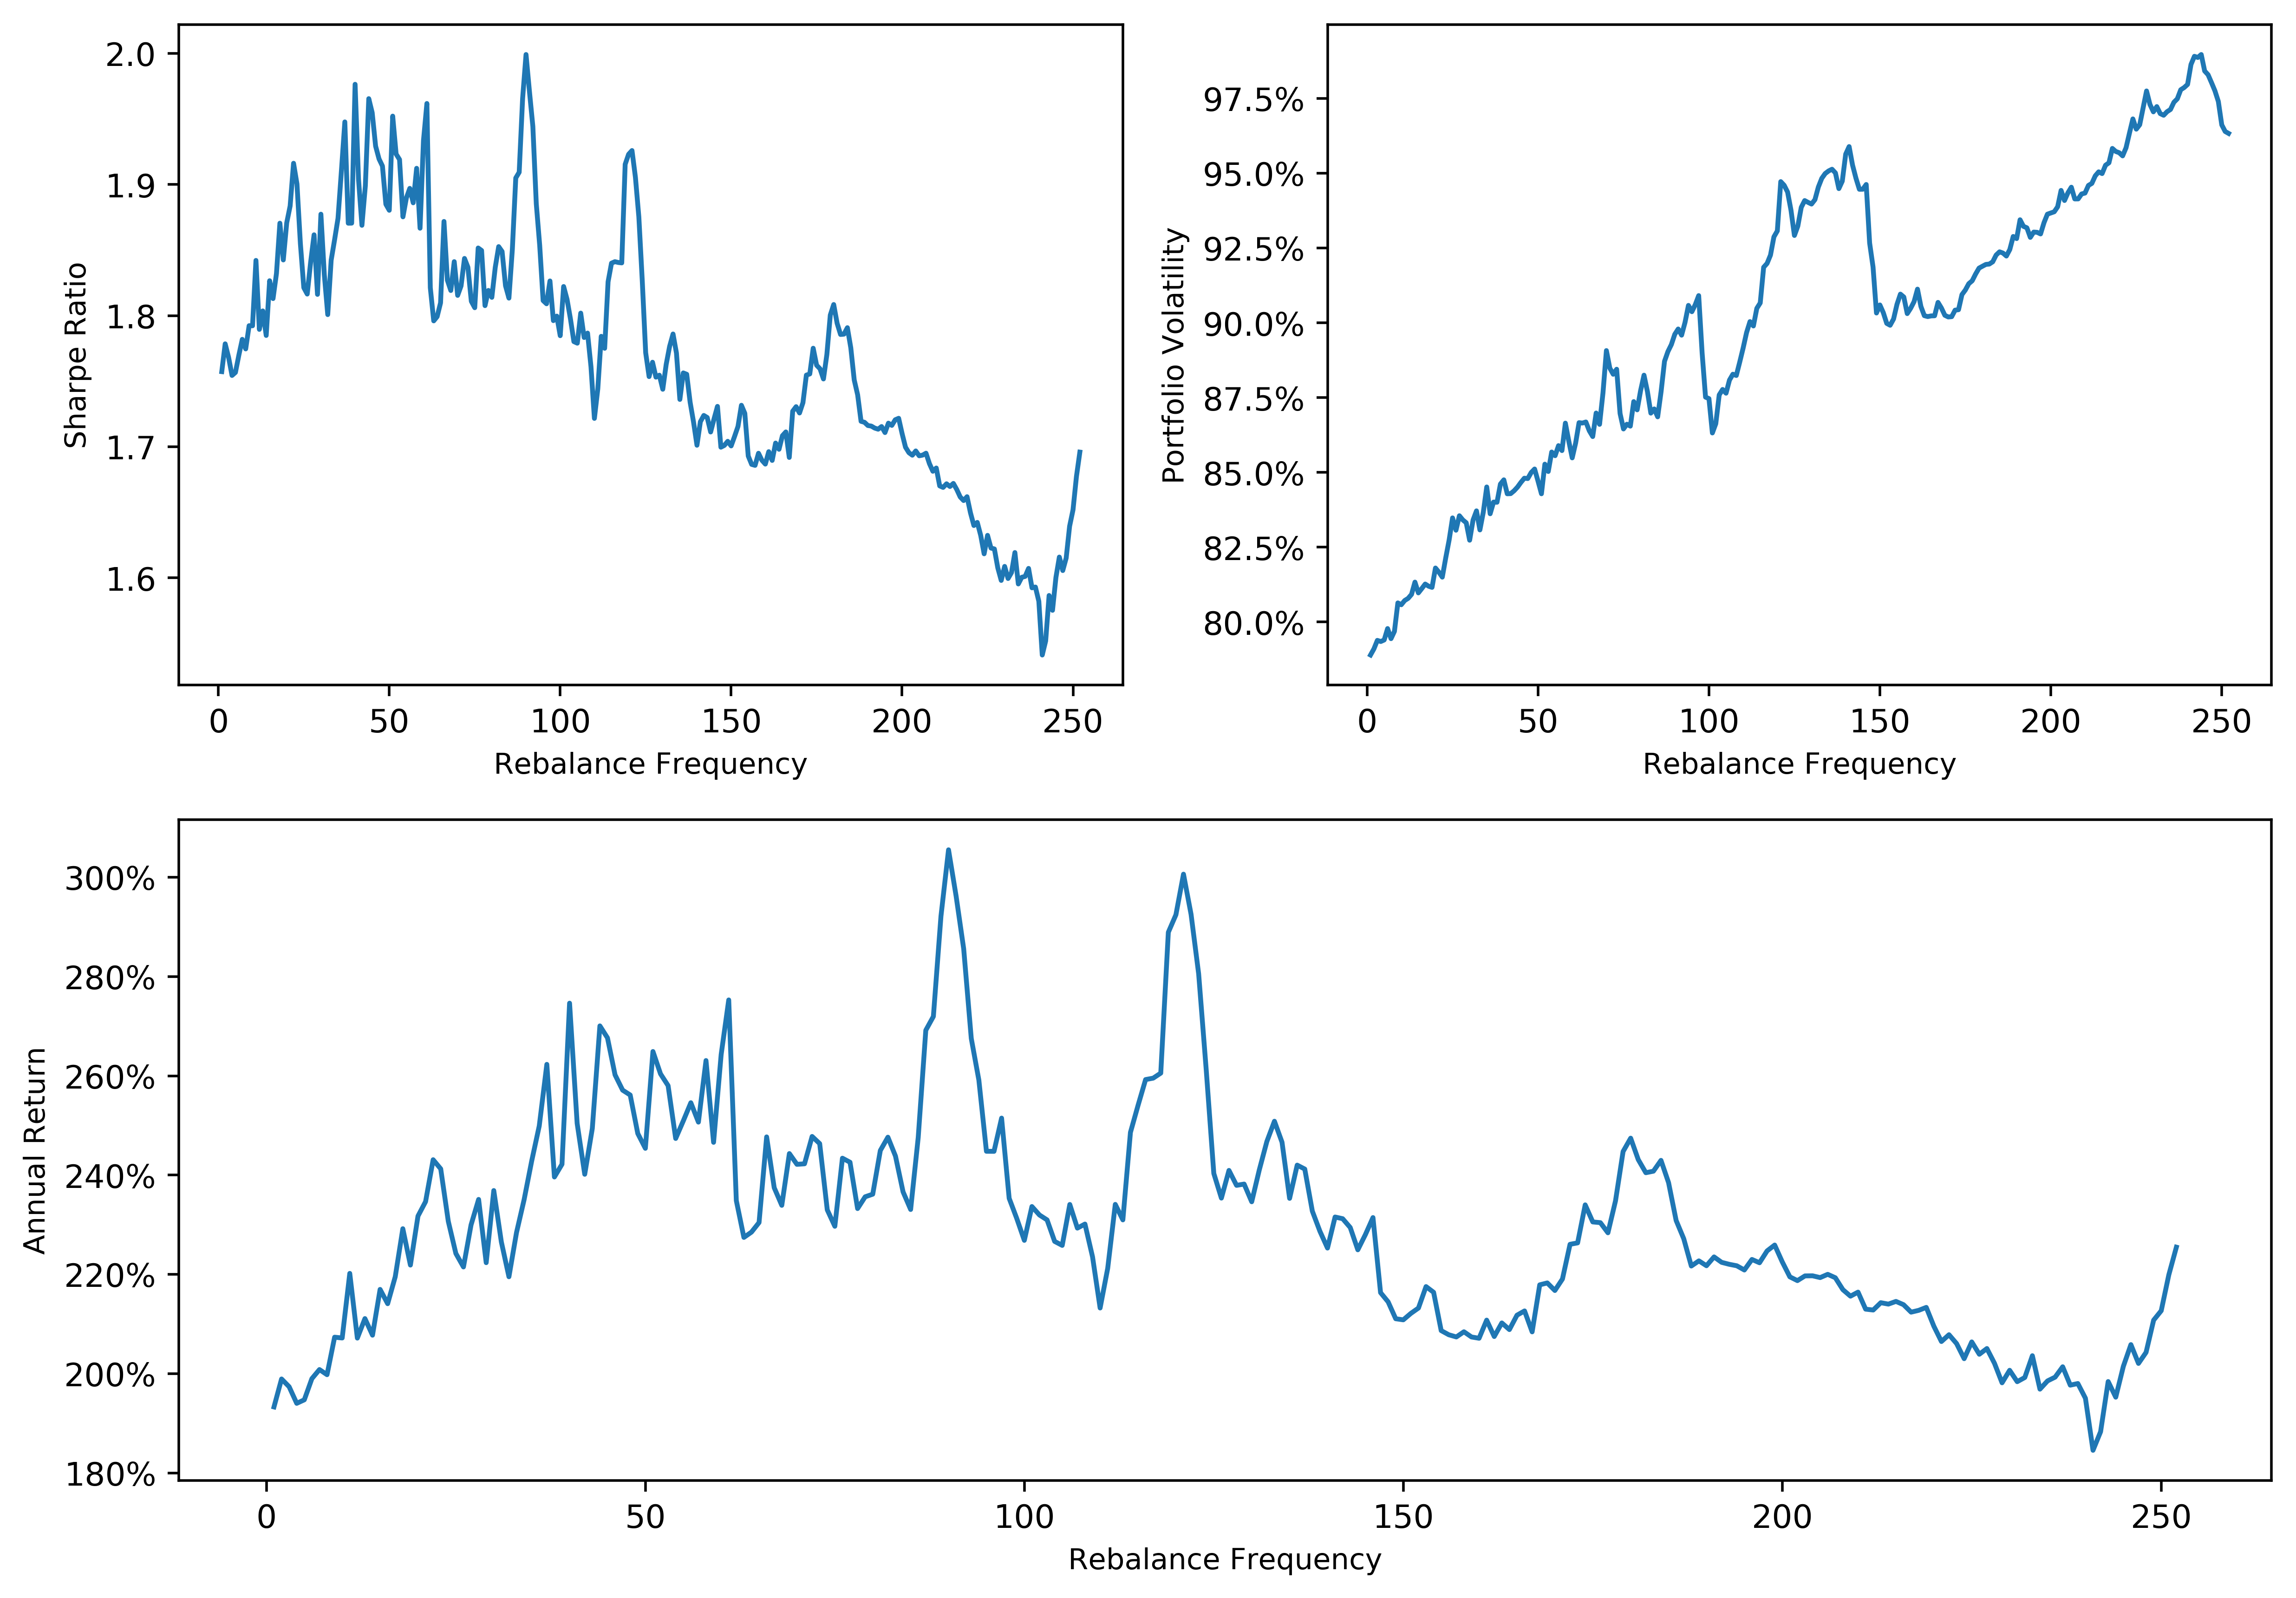 2.0
1.9
1.8
1.7
1.6
Sharpe Ratio
0 50 100 150 200 250
Rebalance Frequency
97.5%
95.0%
92.5%
90.0%
87.5%
85.0%
82.5%
80.0%
Portfolio Volatility
0 50 100 150 200 250
Rebalance Frequency
300%
280%
260%
240%
220%
200%
180%
Annual Return
0 50 100 150 200 250
Rebalance Frequency